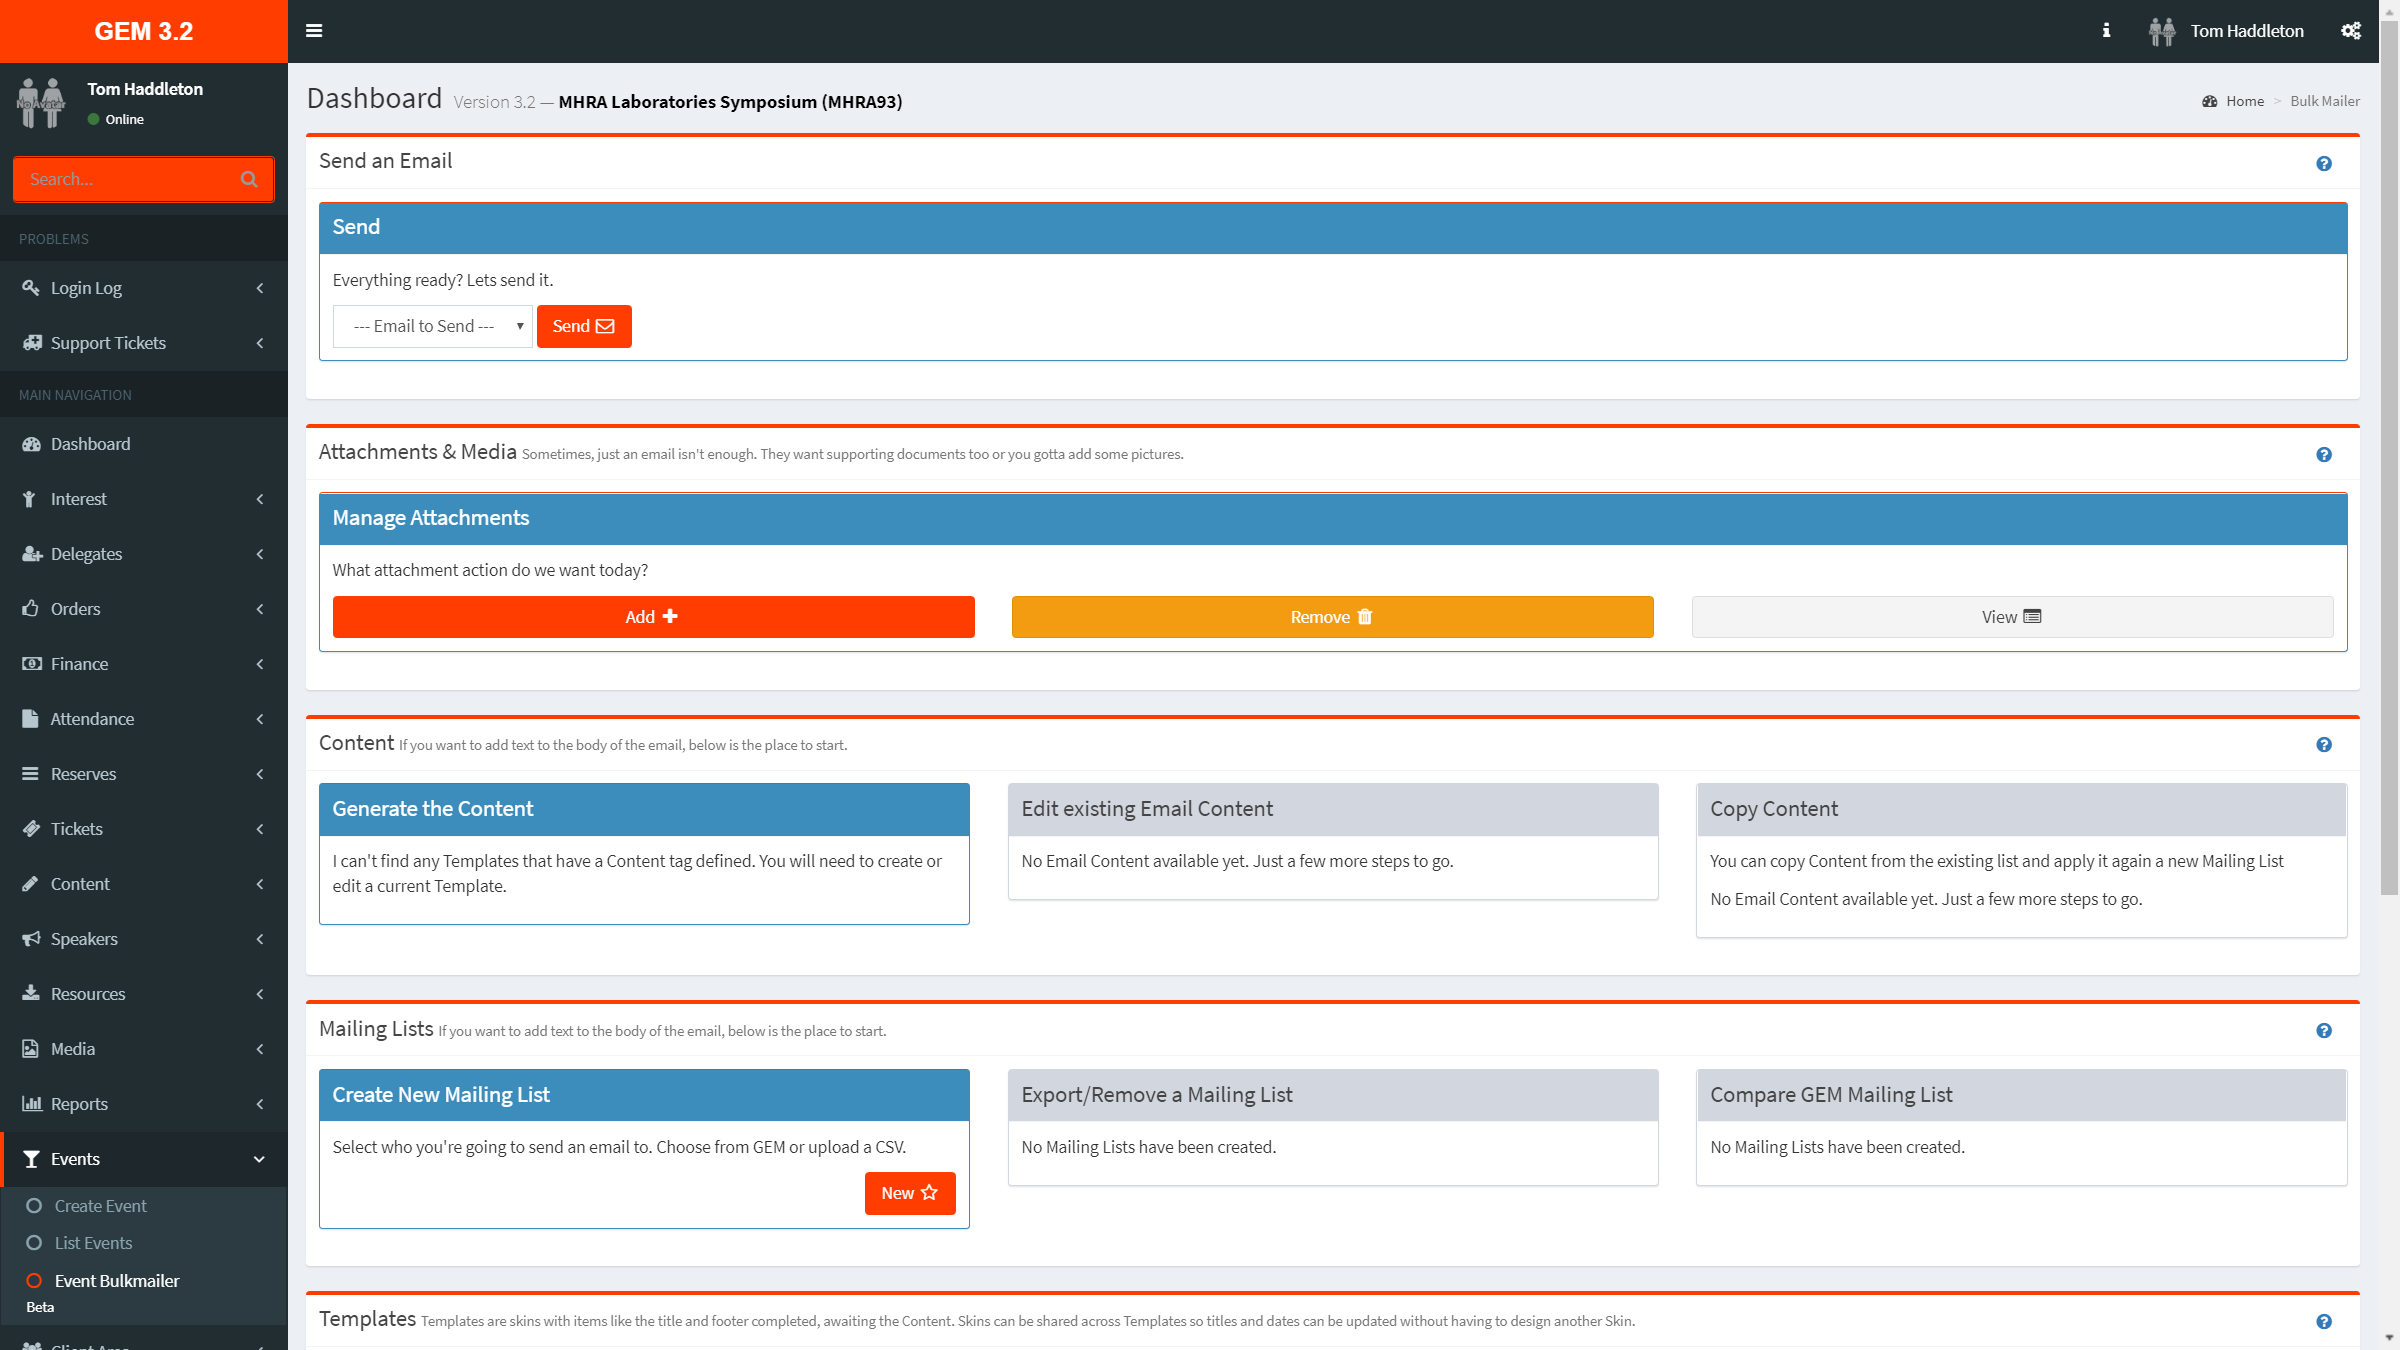 GEM 3.2
Tom Haddleton
Tom Haddleton
Online
No Avatar
Search...
PROBLEMS
Login Log
Support Tickets
MAIN NAVIGATION
Dashboard
Interest
Delegates
Orders
Finance
Attendance
Reserves
Tickets
Content
Speakers
Resources
Media
Reports
Events
Create Event
List Events
Event Bulkmailer
Beta
Client Area
Dashboard Version 3.2 — MHRA Laboratories Symposium (MHRA93)
Home > Bulk Mailer
Send an Email
Send
Everything ready? Lets send it.
--- Email to Send --- Send
Attachments & Media Sometimes, just an email isn't enough. They want supporting documents too or you gotta add some pictures.
Manage Attachments
What attachment action do we want today?
Add Remove View
Content If you want to add text to the body of the email, below is the place to start.
Generate the Content
I can't find any Templates that have a Content tag defined. You will need to create or
edit a current Template.
Edit existing Email Content
No Email Content available yet. Just a few more steps to go.
Copy Content
You can copy Content from the existing list and apply it again a new Mailing List
No Email Content available yet. Just a few more steps to go.
Mailing Lists If you want to add text to the body of the email, below is the place to start.
Create New Mailing List
Select who you're going to send an email to. Choose from GEM or upload a CSV.
New
Export/Remove a Mailing List
No Mailing Lists have been created.
Compare GEM Mailing List
No Mailing Lists have been created.
Templates Templates are skins with items like the title and footer completed, awaiting the Content. Skins can be shared across Templates so titles and dates can be updated without having to design another Skin.